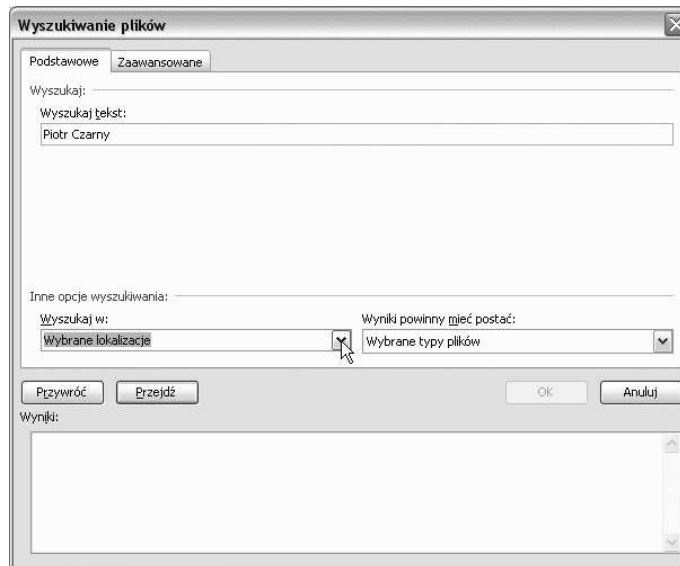 Wyszukiwanie plików
Podstawowe Zaawansowane
Wyszukaj:
Wyszukaj tekst:
Piotr Czarny
Inne opcje wyszukiwania:
Wyszukaj w: Wyniki powinny mieć postać:
Wybrane lokalizacje Wybrane typy plików
Przywróć Przejdź OK Anuluj
Wyniki: